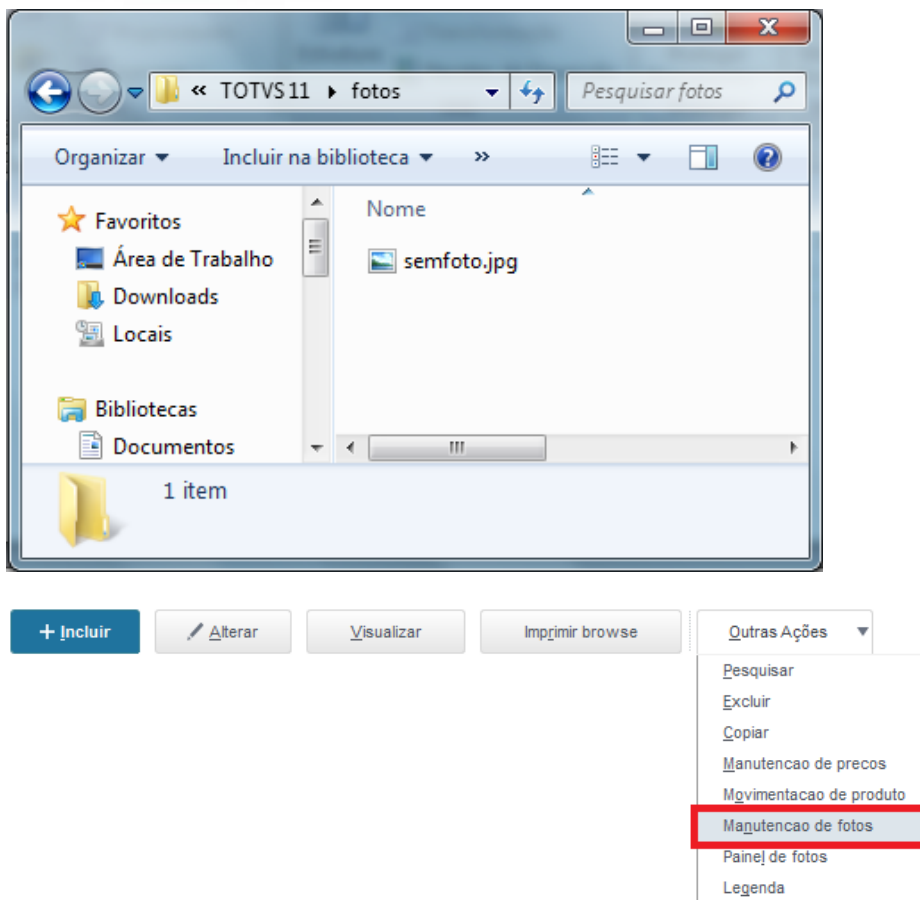 « TOTVS11 fotos Pesquisar fotos
Organizar Incluir na biblioteca »
Favoritos
Nome
Área de Trabalho
semfoto.jpg
Downloads
Locais
Bibliotecas
Documentos
1 item
+ Incluir Alterar Visualizar Imprimir browse Outras Ações
Pesquisar
Excluir
Copiar
Manutencao de precos
Movimentacao de produto
Manutencao de fotos
Painel de fotos
Legenda